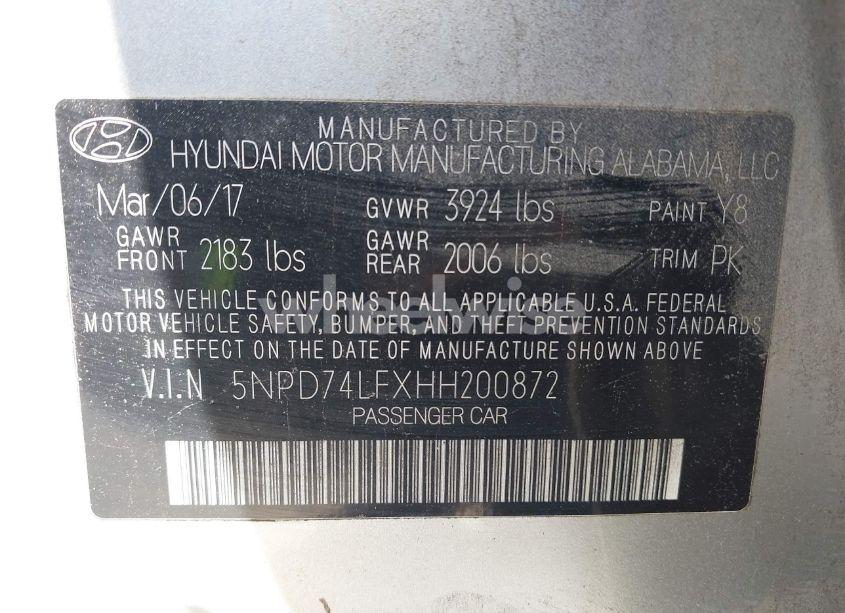 MANUFACTURED BY
HYUNDAI MOTOR MANUFACTURING ALABAMA, LLC
Mar/06/17 GVWR 3924 lbs PAINT Y8
GAWR FRONT 2183 lbs GAWR REAR 2006 lbs TRIM PK
THIS VEHICLE CONFORMS TO ALL APPLICABLE U.S.A. FEDERAL
MOTOR VEHICLE SAFETY, BUMPER, AND THEFT PREVENTION STANDARDS
IN EFFECT ON THE DATE OF MANUFACTURE SHOWN ABOVE.
V.I.N 5NPD74LFXHH200872
PASSENGER CAR
wheelwise